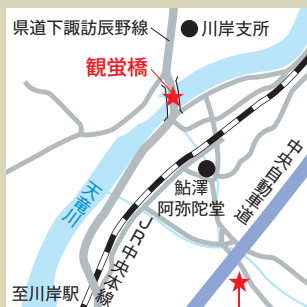 県道下諏訪辰野線
川岸支所
観蛍橋
中央自動車道
鮎澤
阿弥陀堂
天竜川
JR中央本線
至川岸駅